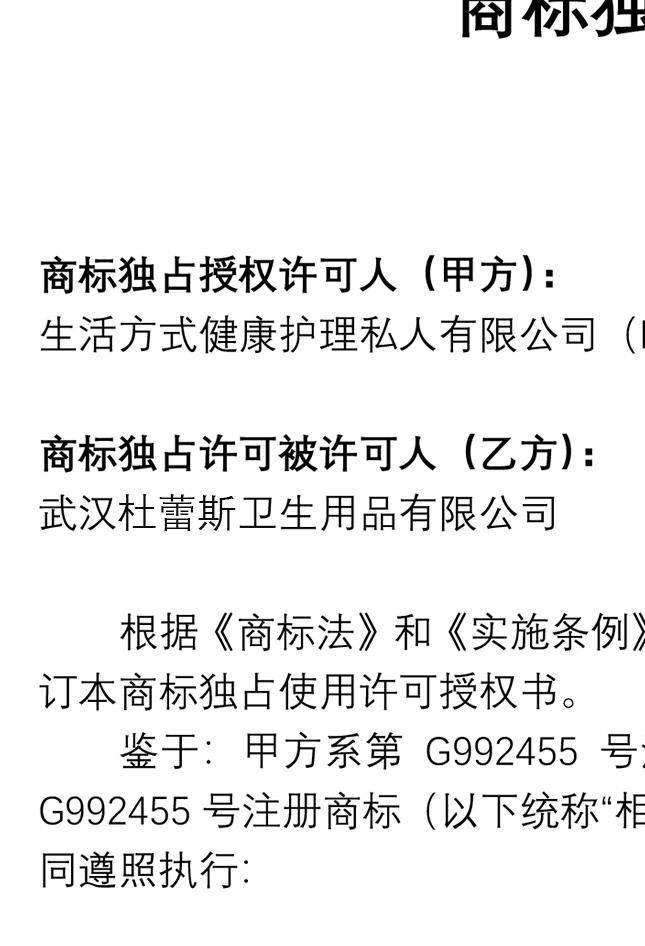 商标独
商标独占授权许可人（甲方）：
生活方式健康护理私人有限公司（
商标独占许可被许可人（乙方）：
武汉杜蕾斯卫生用品有限公司
根据《商标法》和《实施条例》
订本商标独占使用许可授权书。
鉴于：甲方系第 G992455 号
G992455 号注册商标（以下统称“相
同遵照执行：